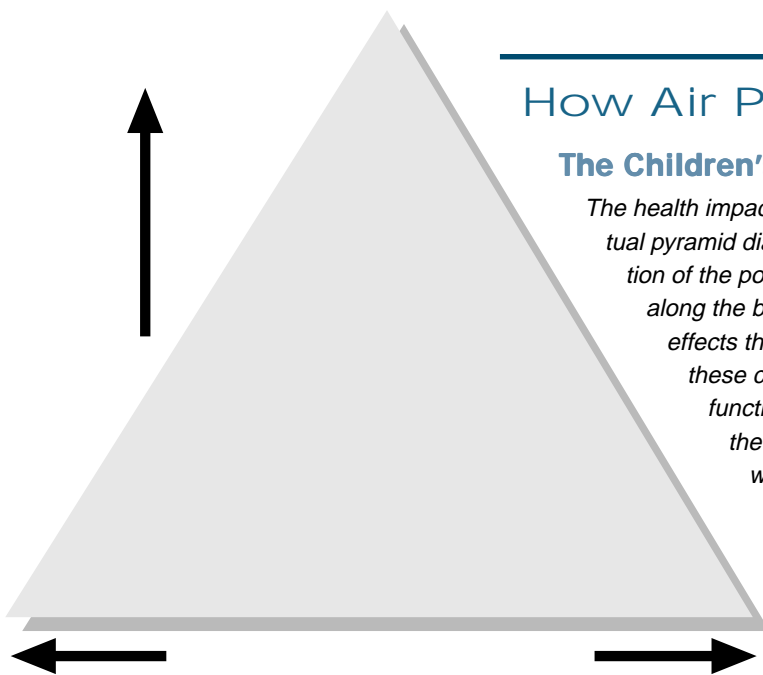 How Air P
The Children'
The health impac
tual pyramid dia
tion of the po
along the b
effects th
these c
functi
the
w